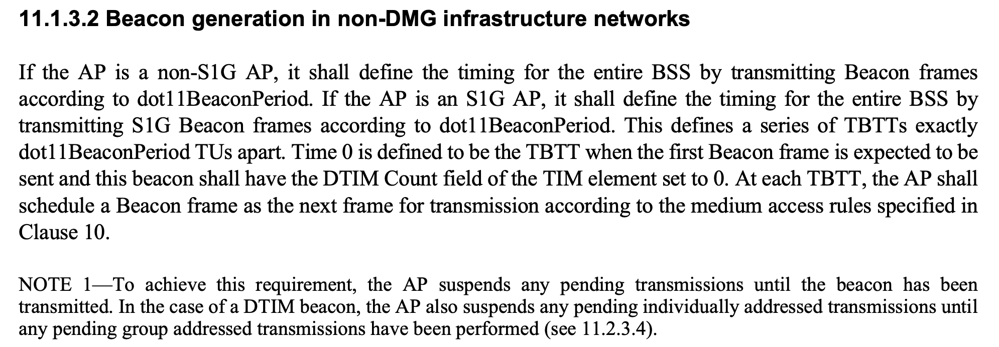 11.1.3.2 Beacon generation in non-DMG infrastructure networks
If the AP is a non-S1G AP, it shall define the timing for the entire BSS by transmitting Beacon frames
according to dot11BeaconPeriod. If the AP is an S1G AP, it shall define the timing for the entire BSS by
transmitting S1G Beacon frames according to dot11BeaconPeriod. This defines a series of TBTTs exactly
dot11BeaconPeriod TUs apart. Time 0 is defined to be the TBTT when the first Beacon frame is expected to be
sent and this beacon shall have the DTIM Count field of the TIM element set to 0. At each TBTT, the AP shall
schedule a Beacon frame as the next frame for transmission according to the medium access rules specified in
Clause 10.
NOTE 1—To achieve this requirement, the AP suspends any pending transmissions until the beacon has been
transmitted. In the case of a DTIM beacon, the AP also suspends any pending individually addressed transmissions until
any pending group addressed transmissions have been performed (see 11.2.3.4).